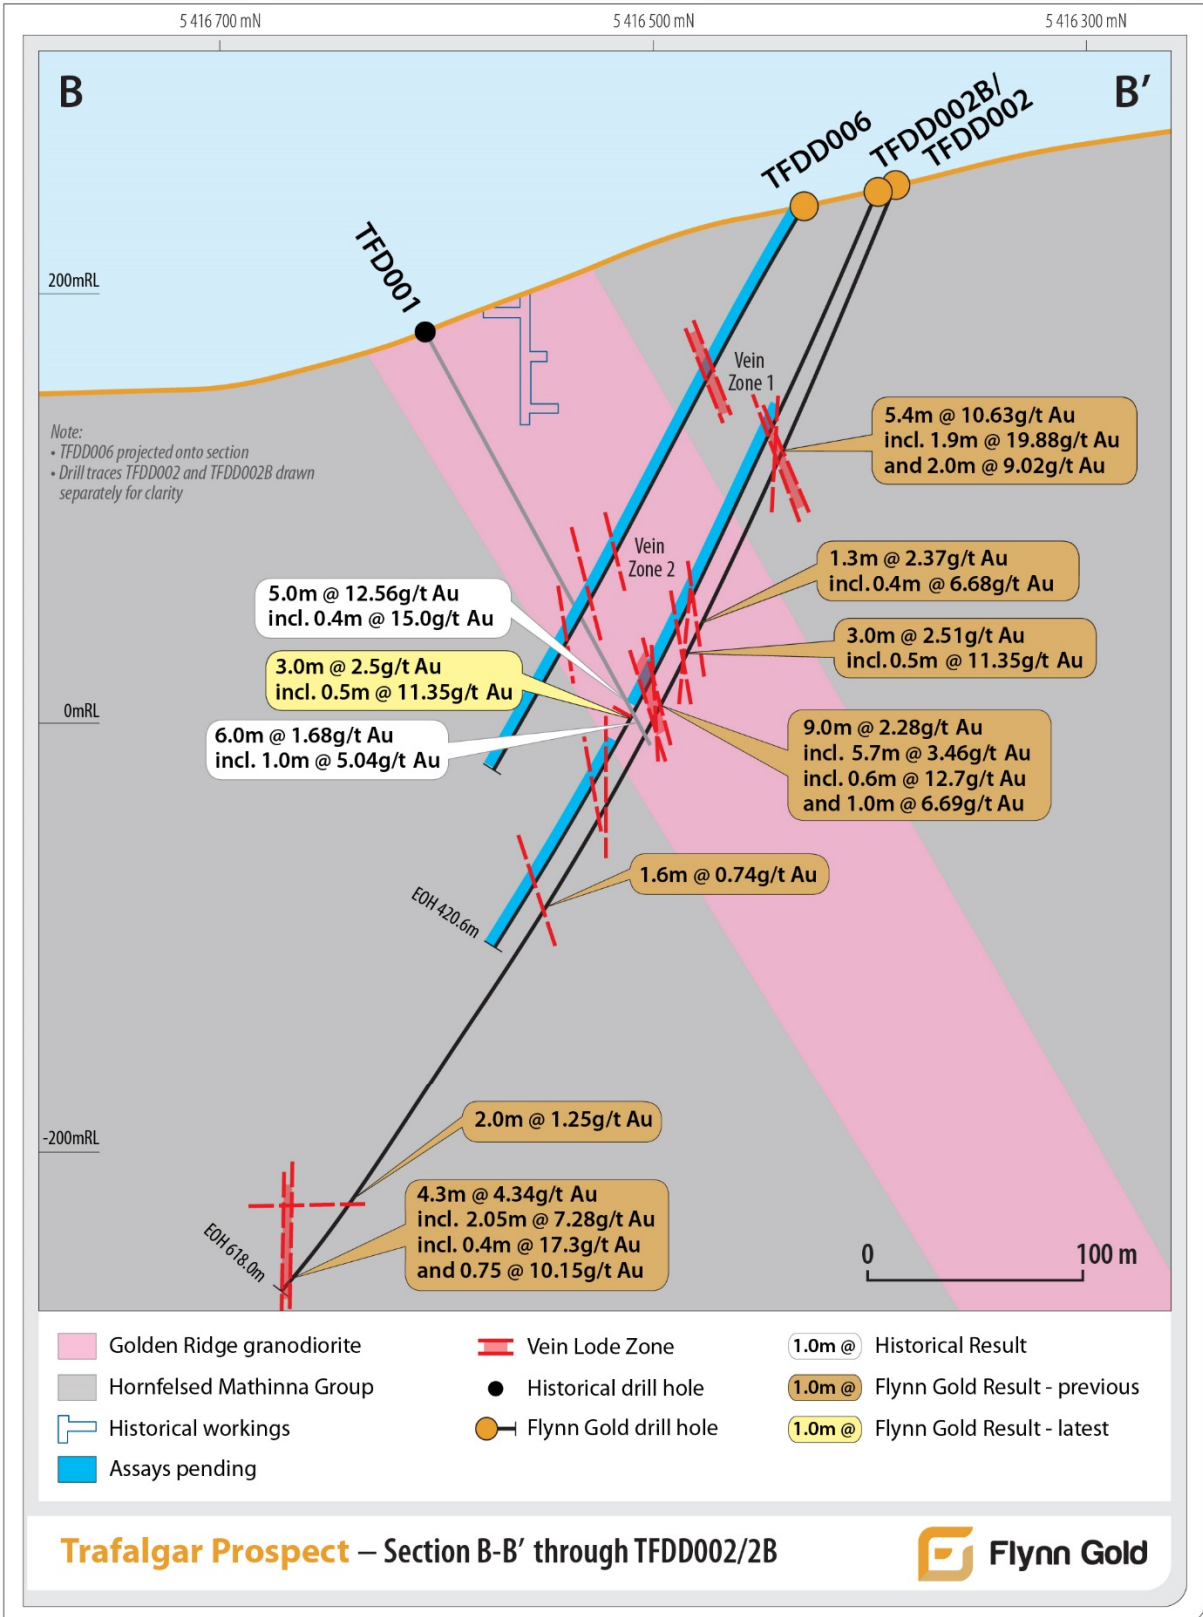 5 416 700 mN
5 416 500 mN
5 416 300 mN
B
B’
TFDD006
TFDD002B/
TFDD002
TFD001
200mRL
Vein
Zone 1
5.4m @ 10.63g/t Au
incl. 1.9m @ 19.88g/t Au
and 2.0m @ 9.02g/t Au
Note:
• TFDD006 projected onto section
• Drill traces TFDD002 and TFDD002B drawn
separately for clarity
Vein
Zone 2
1.3m @ 2.37g/t Au
incl. 0.4m @ 6.68g/t Au
5.0m @ 12.56g/t Au
incl. 0.4m @ 15.0g/t Au
3.0m @ 2.51g/t Au
incl. 0.5m @ 11.35g/t Au
3.0m @ 2.5g/t Au
incl. 0.5m @ 11.35g/t Au
0mRL
6.0m @ 1.68g/t Au
incl. 1.0m @ 5.04g/t Au
9.0m @ 2.28g/t Au
incl. 5.7m @ 3.46g/t Au
incl. 0.6m @ 12.7g/t Au
and 1.0m @ 6.69g/t Au
1.6m @ 0.74g/t Au
EOH 420.6m
-200mRL
2.0m @ 1.25g/t Au
4.3m @ 4.34g/t Au
incl. 2.05m @ 7.28g/t Au
incl. 0.4m @ 17.3g/t Au
and 0.75 @ 10.15g/t Au
EOH 618.0m
0 100 m
Golden Ridge granodiorite
Hornfelsed Mathinna Group
Historical workings
Assays pending
Vein Lode Zone
Historical drill hole
Flynn Gold drill hole
1.0m @ Historical Result
1.0m @ Flynn Gold Result - previous
1.0m @ Flynn Gold Result - latest
Trafalgar Prospect – Section B-B’ through TFDD002/2B
Flynn Gold